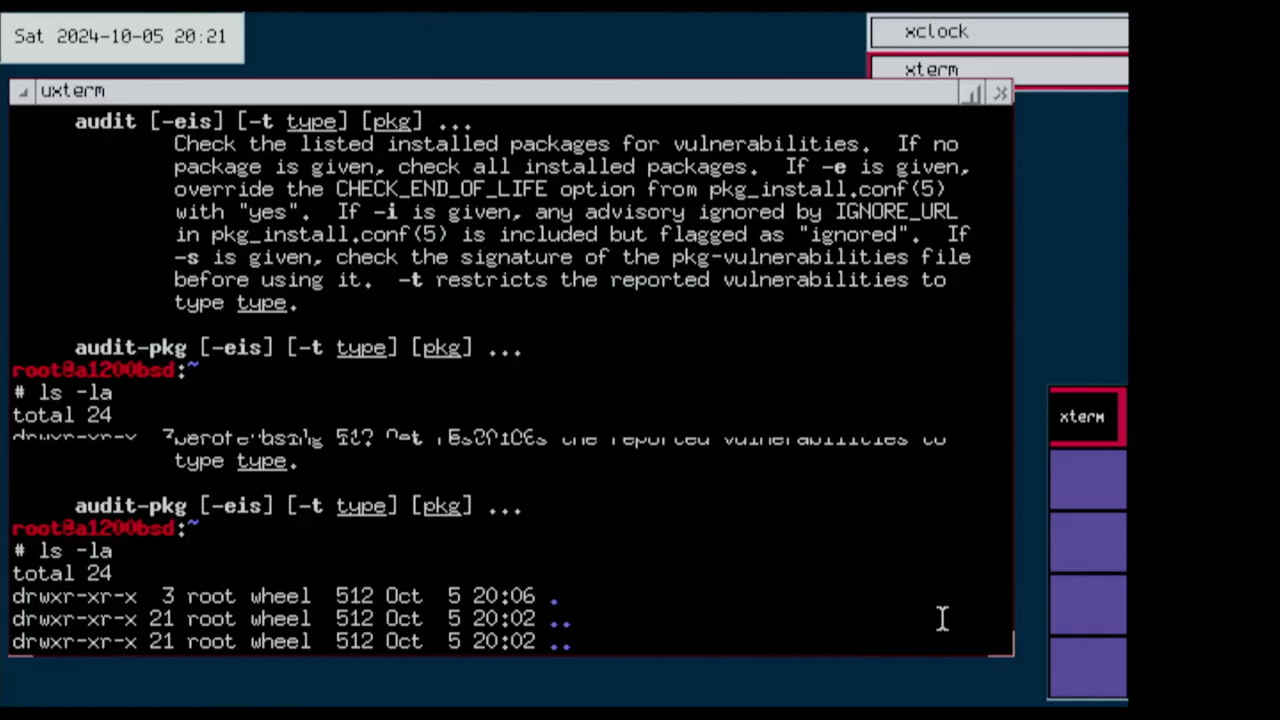 Sat 2024-10-05 20:21
xclock
xterm
uxterm
audit [-eis] [-t type] [pkg] ...
Check the listed installed packages for vulnerabilities.  If no
package is given, check all installed packages.  If -e is given,
override the CHECK_END_OF_LIFE option from pkg_install.conf(5)
with "yes".  If -i is given, any advisory ignored by IGNORE_URL
in pkg_install.conf(5) is included but flagged as "ignored".  If
-s is given, check the signature of the pkg-vulnerabilities file
before using it.  -t restricts the reported vulnerabilities to
type type.
audit-pkg [-eis] [-t type] [pkg] ...
root@a1200bsd:~
# ls -la
total 24
drwxr-xr-x the reported vulnerabilities to
type type.
audit-pkg [-eis] [-t type] [pkg] ...
root@a1200bsd:~
# ls -la
total 24
drwxr-xr-x  3 root wheel  512 Oct  5 20:06 .
drwxr-xr-x 21 root wheel  512 Oct  5 20:02 ..
drwxr-xr-x 21 root wheel  512 Oct  5 20:02 ..
xterm